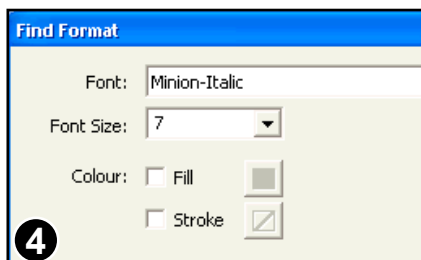 Find Format
Font: Minion-Italic
Font Size: 7
Colour: Fill
Stroke
4